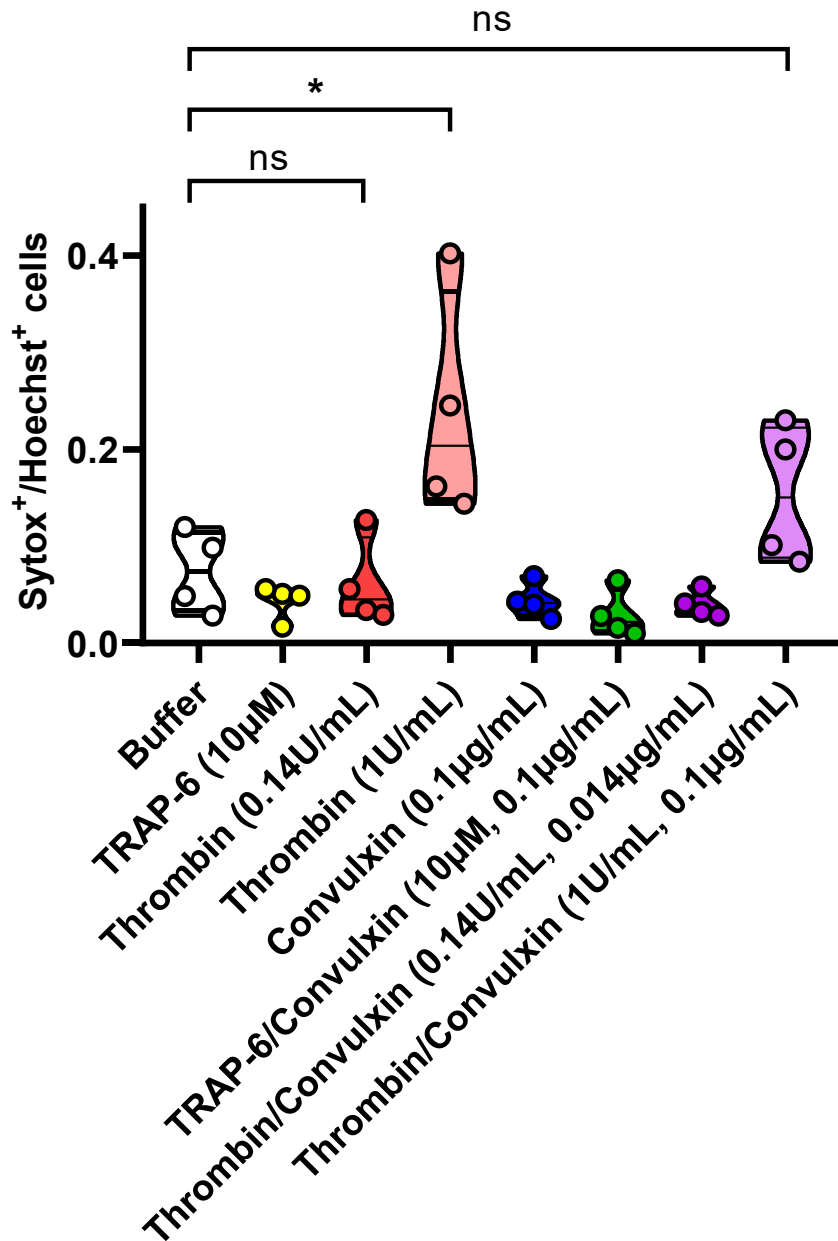 ns
*
ns
Sytox⁺/Hoechst⁺ cells
0.4
0.2
0.0
Buffer
TRAP-6 (10µM)
Thrombin (0.14U/mL)
Thrombin (1U/mL)
Convulxin (0.1µg/mL)
TRAP-6/Convulxin (10µM, 0.1µg/mL)
Thrombin/Convulxin (0.14U/mL, 0.014µg/mL)
Thrombin/Convulxin (1U/mL, 0.1µg/mL)